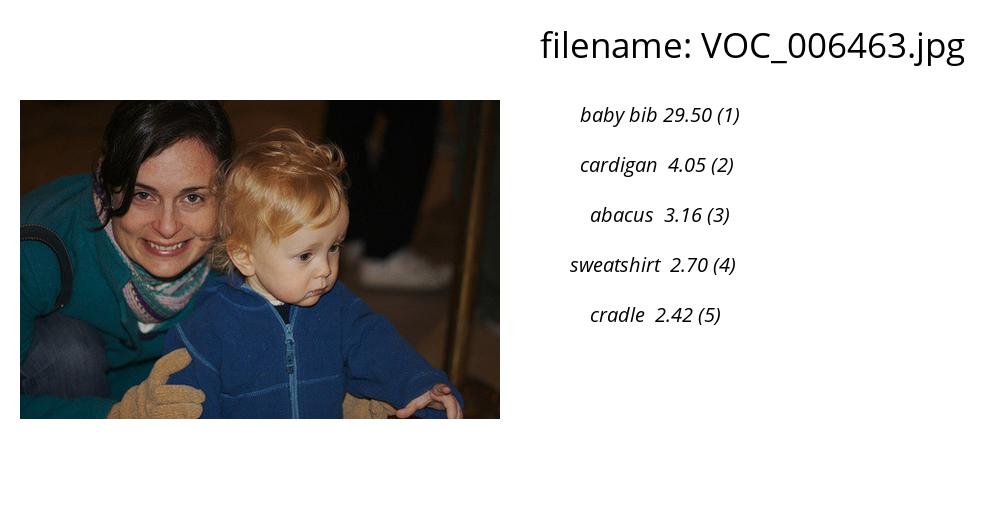 filename: VOC_006463.jpg
baby bib 29.50 (1)
cardigan 4.05 (2)
abacus 3.16 (3)
sweatshirt 2.70 (4)
cradle 2.42 (5)